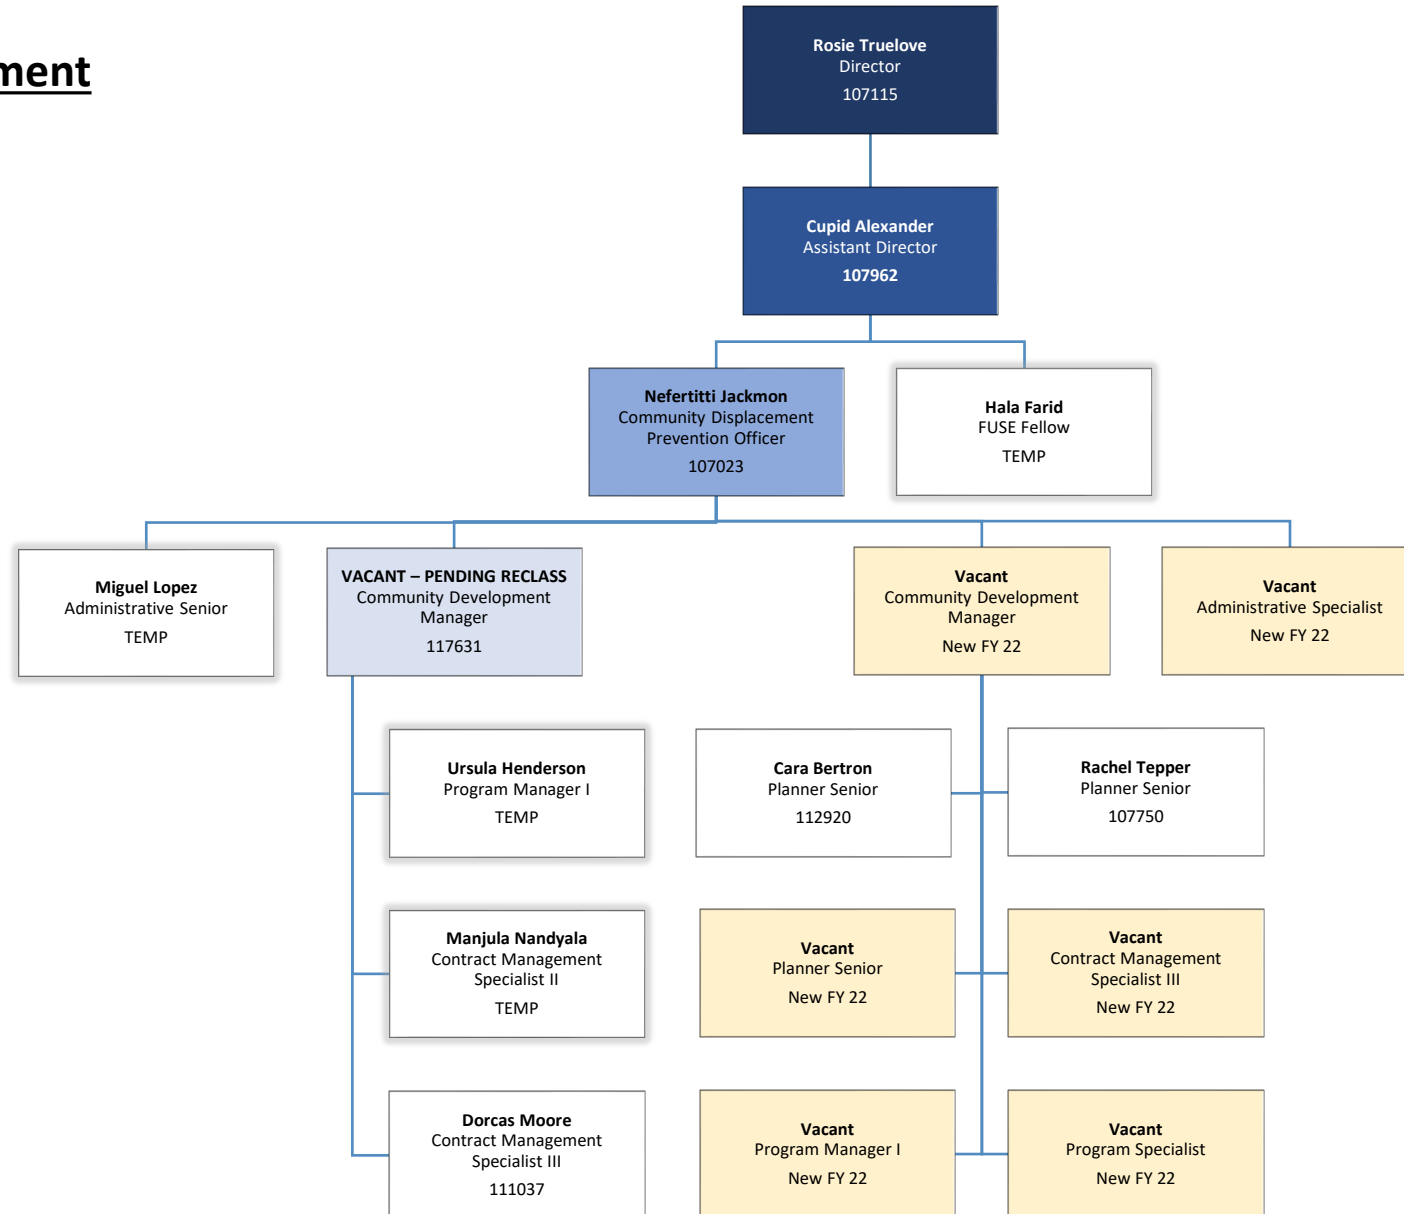 ment
Rosie Truelove
Director
107115
Cupid Alexander
Assistant Director
107962
Nefertitti Jackmon
Community Displacement
Prevention Officer
107023
Hala Farid
FUSE Fellow
TEMP
Miguel Lopez
Administrative Senior
TEMP
VACANT – PENDING RECLASS
Community Development
Manager
117631
Vacant
Community Development
Manager
New FY 22
Vacant
Administrative Specialist
New FY 22
Ursula Henderson
Program Manager I
TEMP
Cara Bertron
Planner Senior
112920
Rachel Tepper
Planner Senior
107750
Manjula Nandyala
Contract Management
Specialist II
TEMP
Vacant
Planner Senior
New FY 22
Vacant
Contract Management
Specialist III
New FY 22
Dorcas Moore
Contract Management
Specialist III
111037
Vacant
Program Manager I
New FY 22
Vacant
Program Specialist
New FY 22